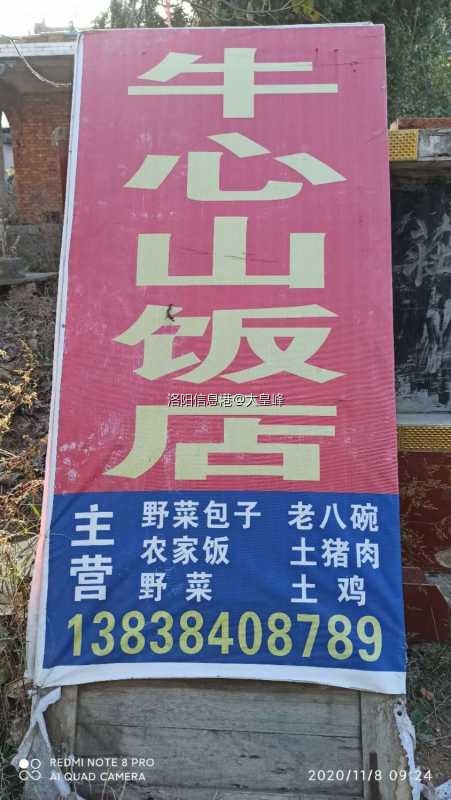 牛心山饭店
洛阳信息港@大皇峰
主营
野菜包子 老八碗
农家饭 土猪肉
野菜 土鸡
13838408789
REDMI NOTE 8 PRO
AI QUAD CAMERA
2020/11/8 09:24